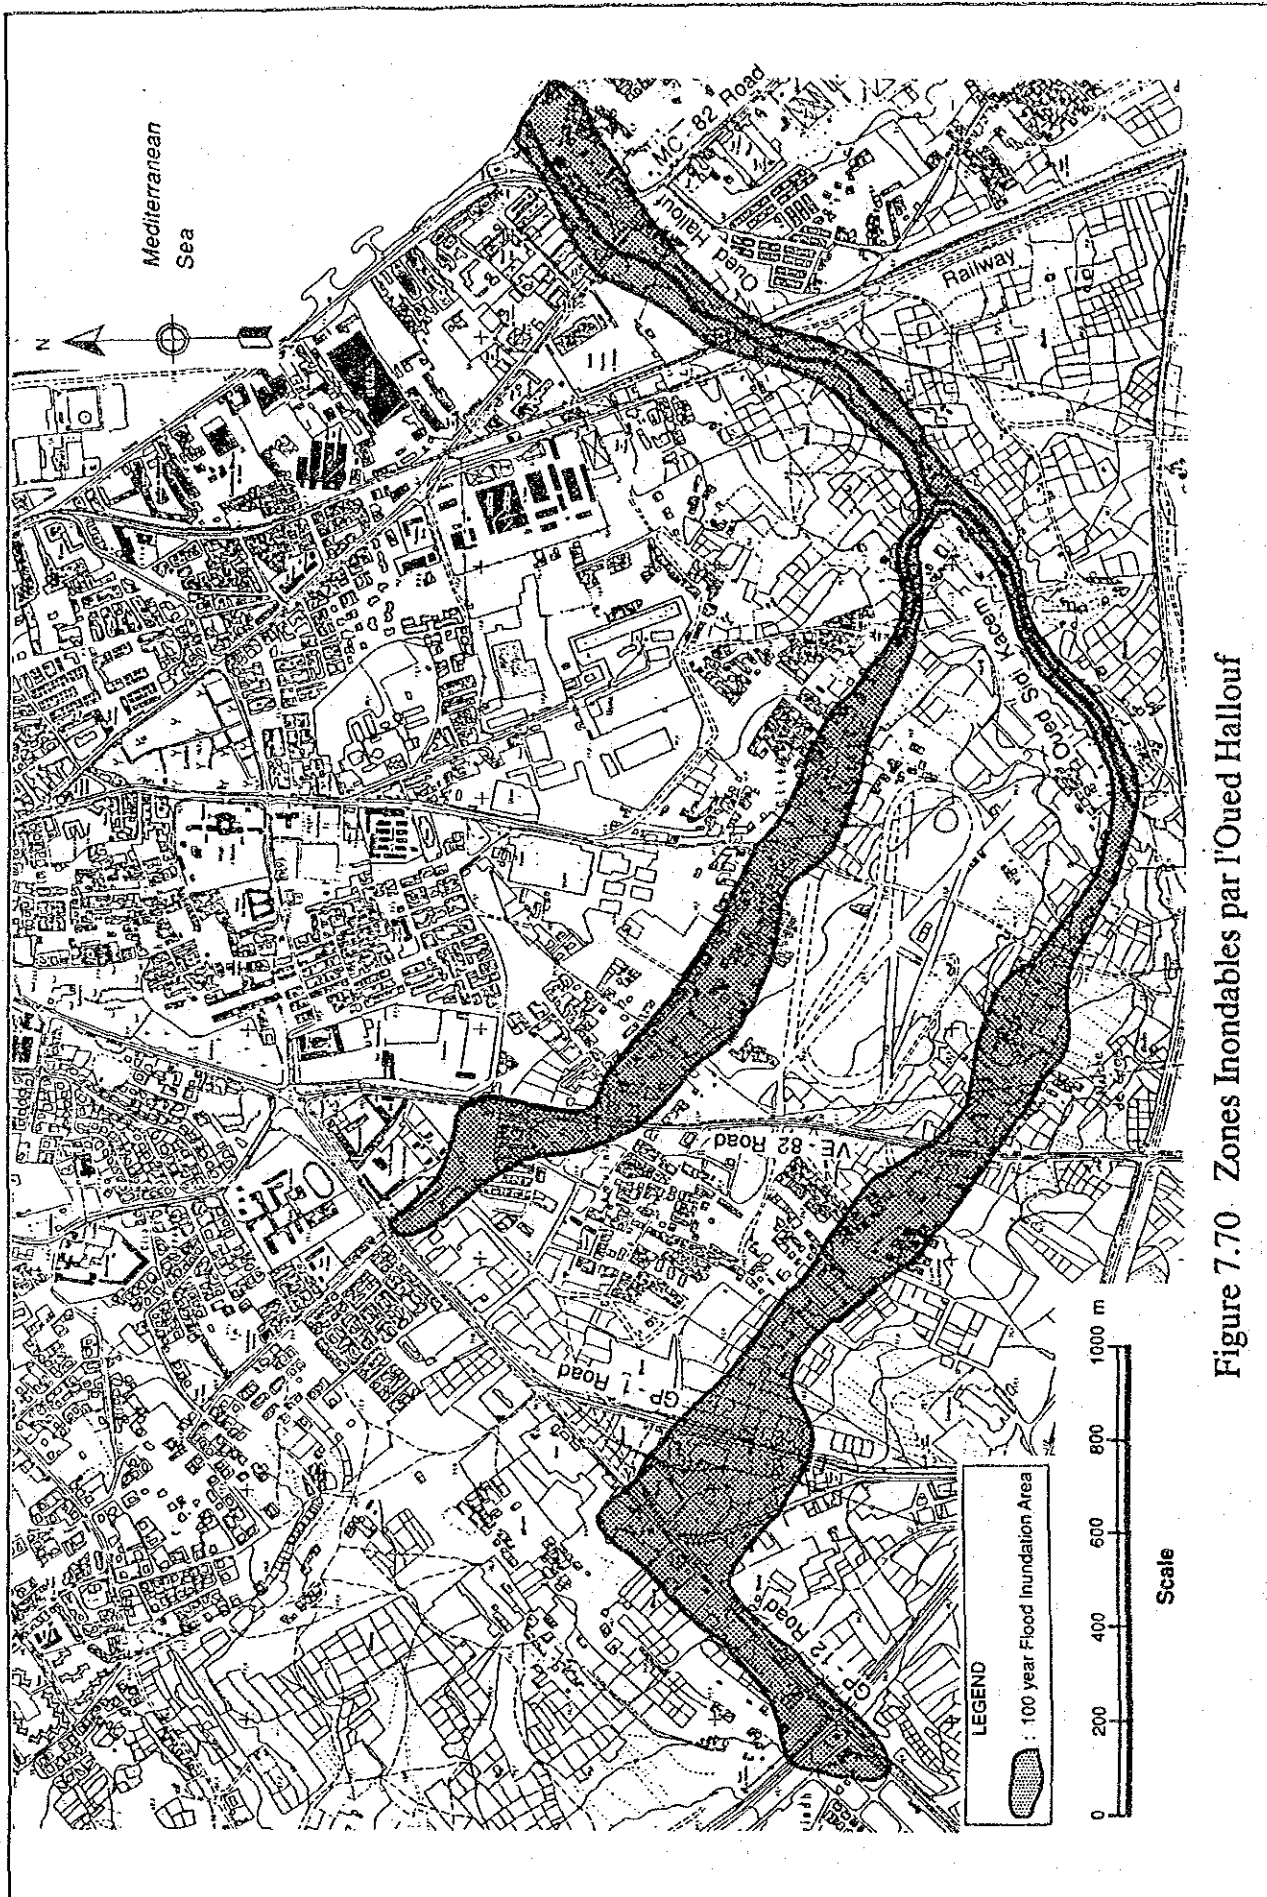 Mediterranean
Sea
N
MC-82 Road
Oued Hallouf
Railway
Oued Sidi Kacem
VE-82 Road
GP-1 Road
GP-12 Road
LEGEND
: 100 year Flood Inundation Area
0 200 400 600 800 1000 m
Scale
Figure 7.70 Zones Inondables par l'Oued Hallouf